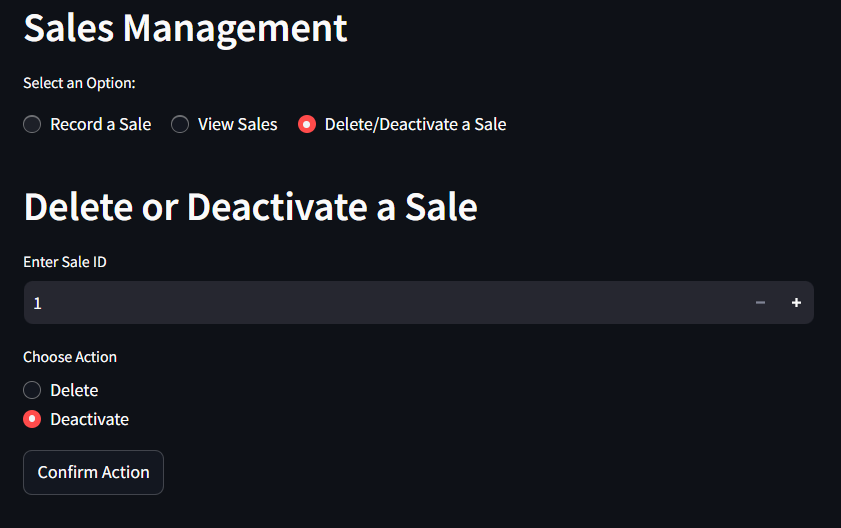 Sales Management
Select an Option:
Record a Sale View Sales Delete/Deactivate a Sale
Delete or Deactivate a Sale
Enter Sale ID
1 − +
Choose Action
Delete
Deactivate
Confirm Action